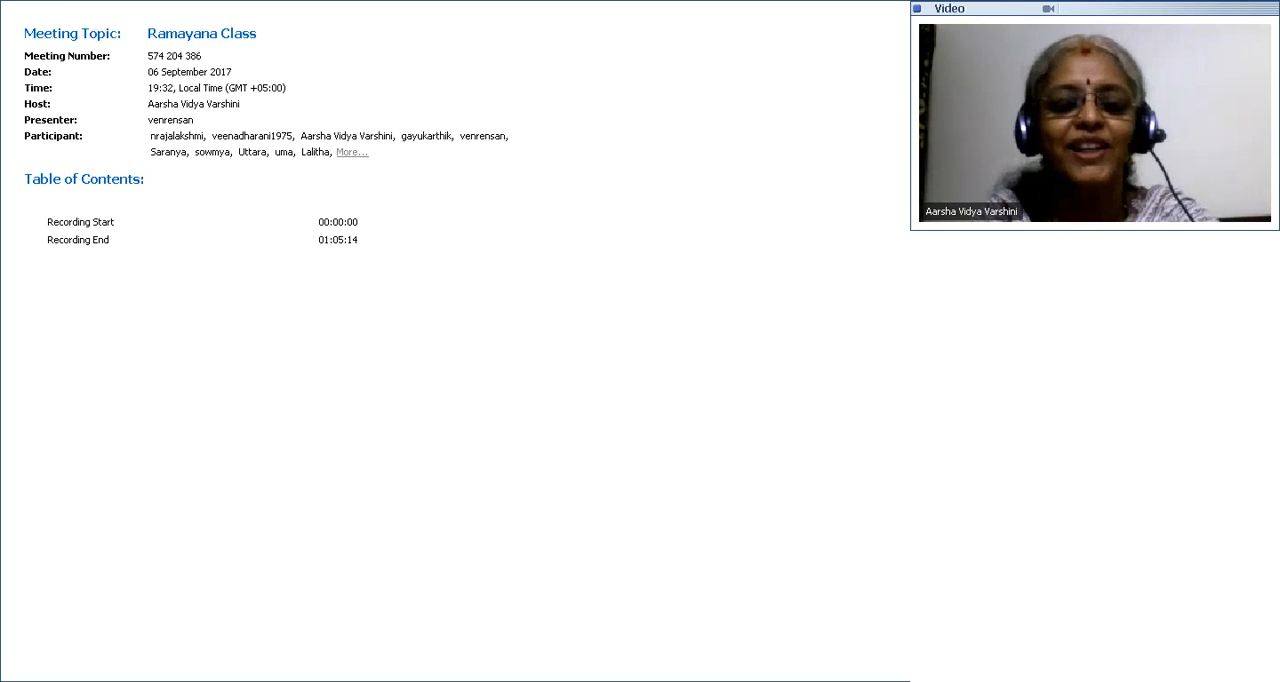 Meeting Topic: Ramayana Class
Meeting Number: 574 204 386
Date: 06 September 2017
Time: 19:32, Local Time (GMT +05:00)
Host: Aarsha Vidya Varshini
Presenter: venrensan
Participant: nrajalakshmi, veenadharani1975, Aarsha Vidya Varshini, gayukarthik, venrensan,
Saranya, sowmya, Uttara, uma, Lalitha, More...
Table of Contents:
Recording Start 00:00:00
Recording End 01:05:14
Video
Aarsha Vidya Varshini